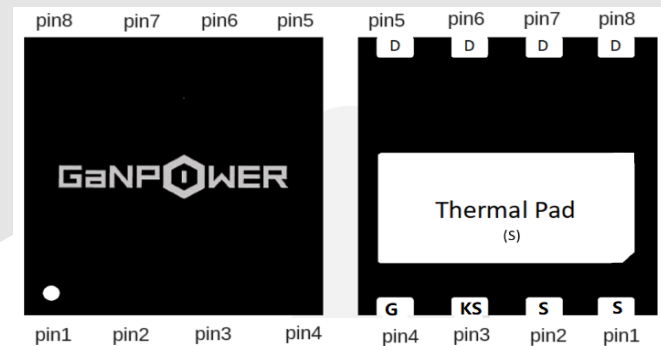 pin8 pin7 pin6 pin5
GaNPOWER
pin1 pin2 pin3 pin4
pin5 pin6 pin7 pin8
D D D D
Thermal Pad
(S)
G KS S S
pin4 pin3 pin2 pin1